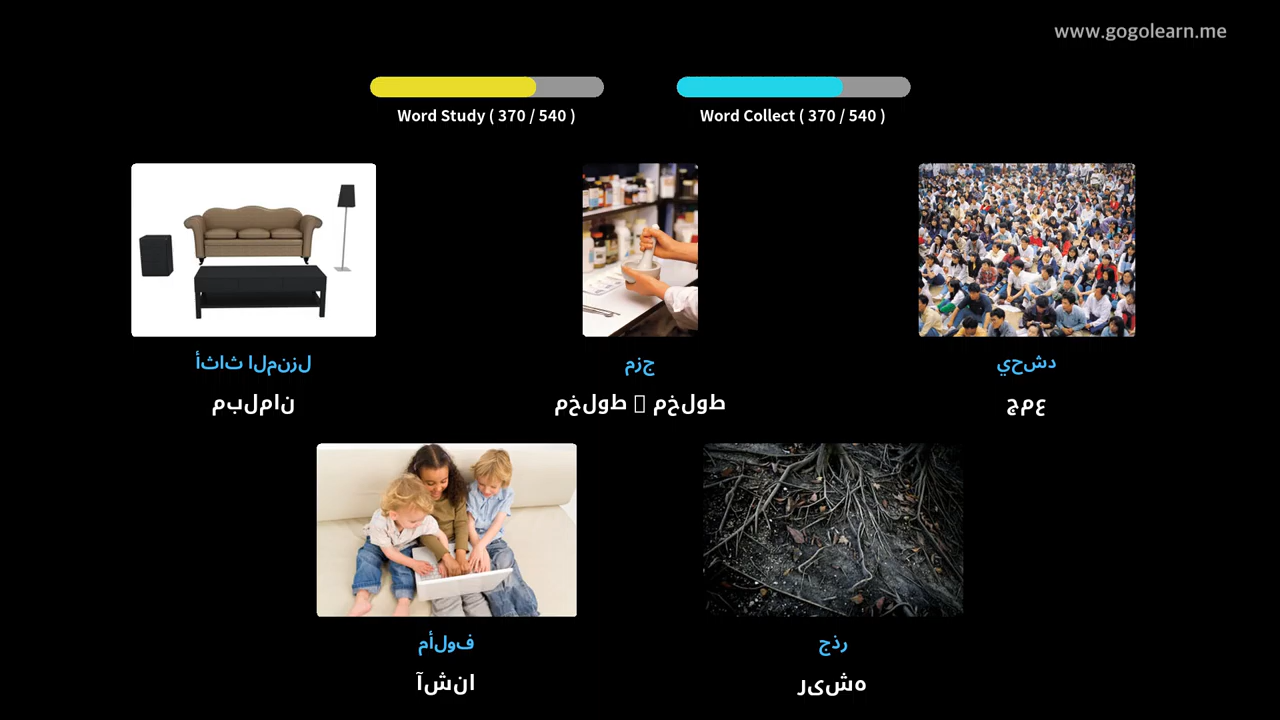 www.gogolearn.me
Word Study ( 370 / 540 )
Word Collect ( 370 / 540 )
أثاث المنزل
مبلمان
مزج
مخلوط □ مخلوط
يحشد
جمع
مألوف
آشنا
جذر
ریشه